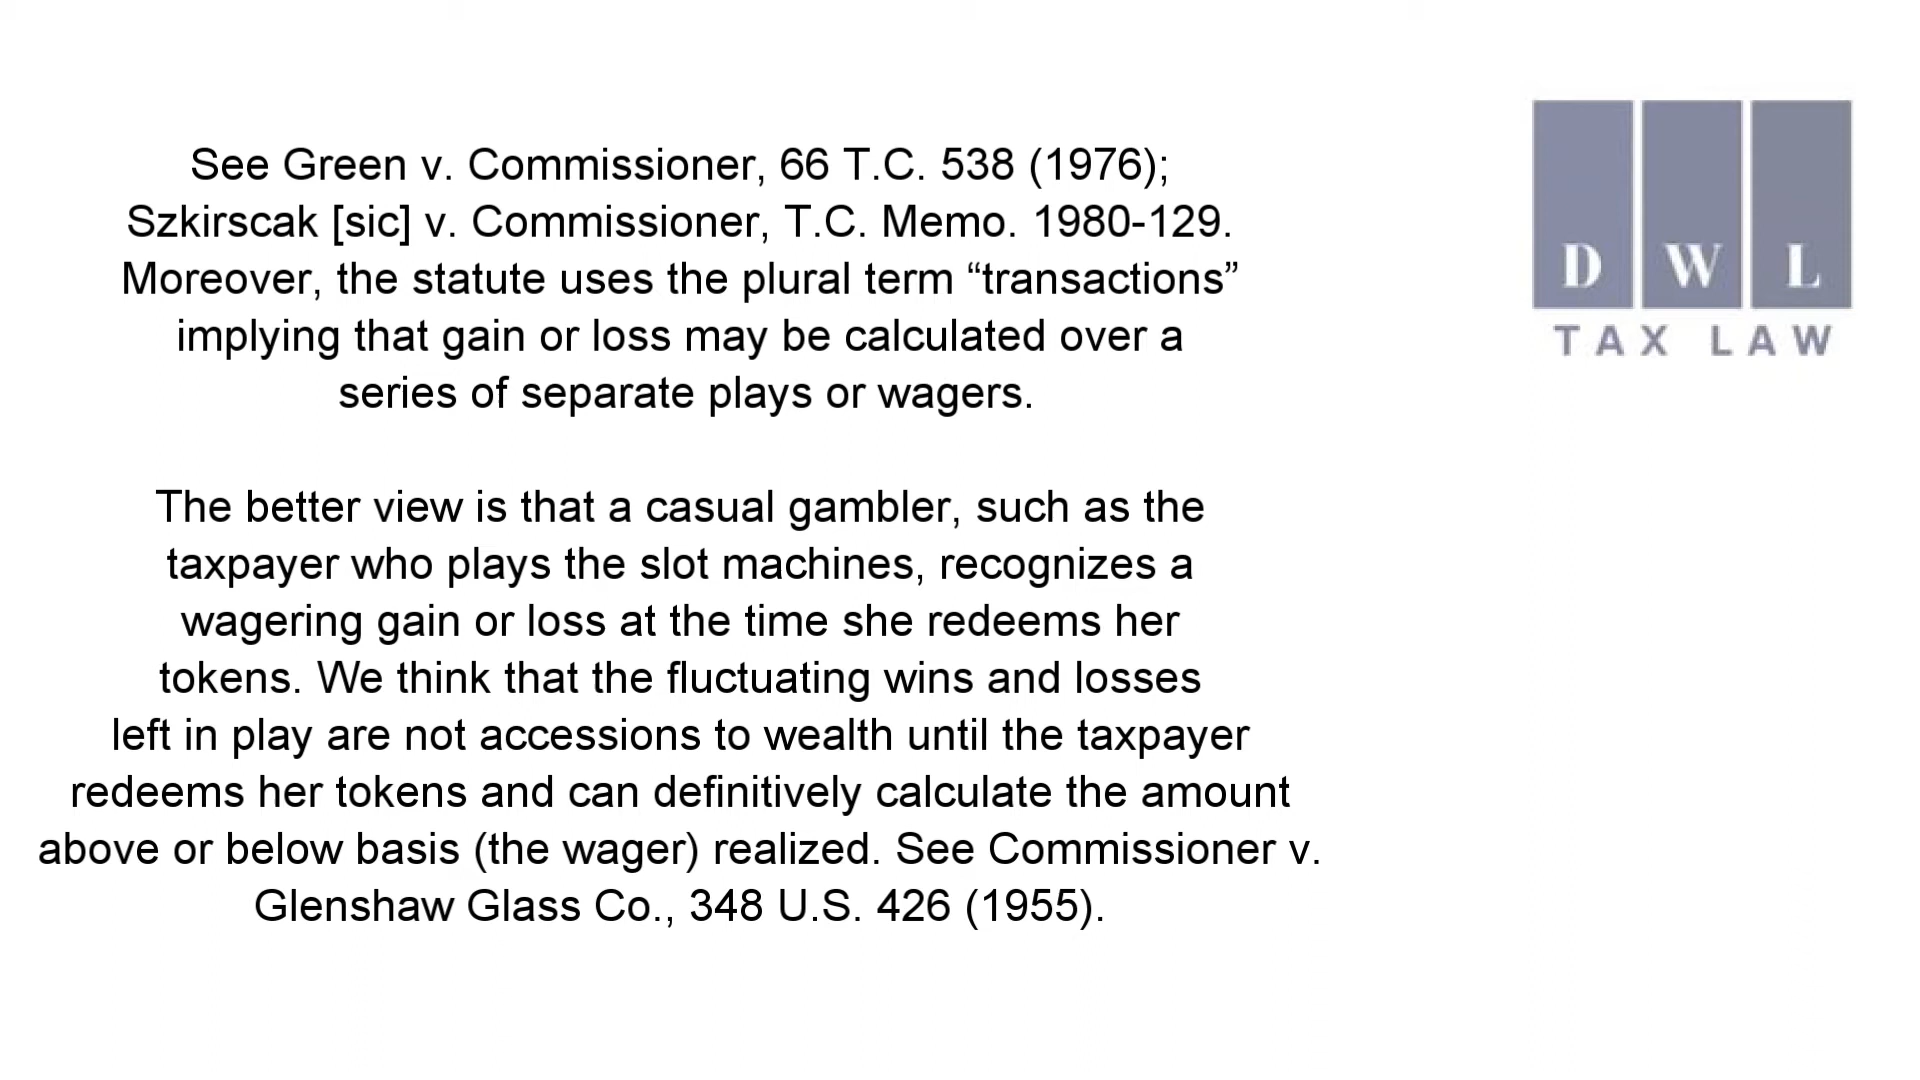 See Green v. Commissioner, 66 T.C. 538 (1976);
Szkirscak [sic] v. Commissioner, T.C. Memo. 1980-129.
Moreover, the statute uses the plural term “transactions”
implying that gain or loss may be calculated over a
series of separate plays or wagers.
The better view is that a casual gambler, such as the
taxpayer who plays the slot machines, recognizes a
wagering gain or loss at the time she redeems her
tokens. We think that the fluctuating wins and losses
left in play are not accessions to wealth until the taxpayer
redeems her tokens and can definitively calculate the amount
above or below basis (the wager) realized. See Commissioner v.
Glenshaw Glass Co., 348 U.S. 426 (1955).
D W L
TAX LAW